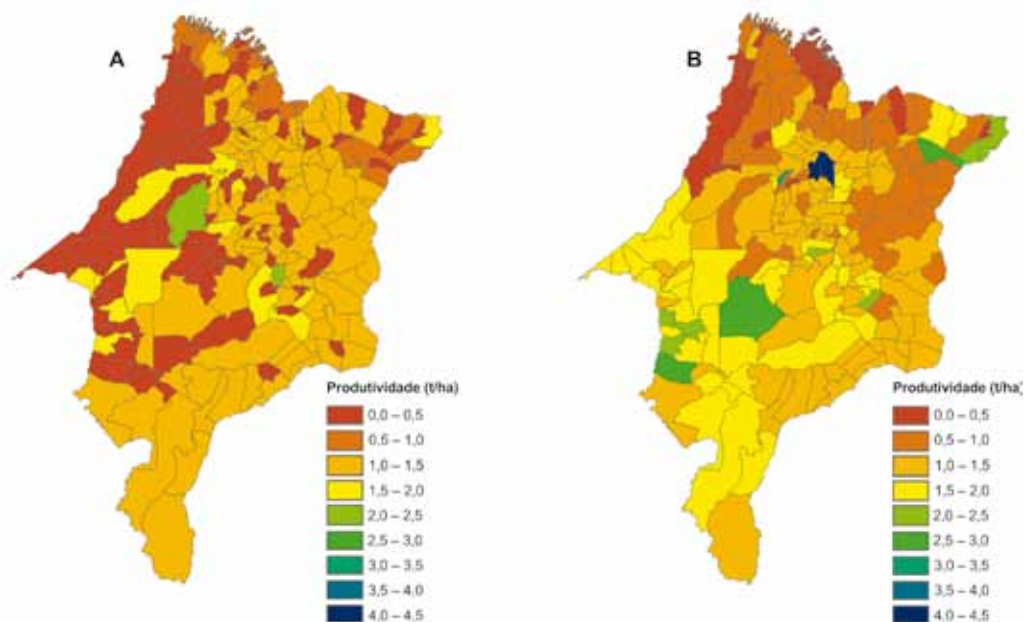 A
B
Produtividade (t/ha)
0,0 – 0,5
0,5 – 1,0
1,0 – 1,5
1,5 – 2,0
2,0 – 2,5
2,5 – 3,0
3,0 – 3,5
3,5 – 4,0
4,0 – 4,5
Produtividade (t/ha)
0,0 – 0,5
0,5 – 1,0
1,0 – 1,5
1,5 – 2,0
2,0 – 2,5
2,5 – 3,0
3,0 – 3,5
3,5 – 4,0
4,0 – 4,5